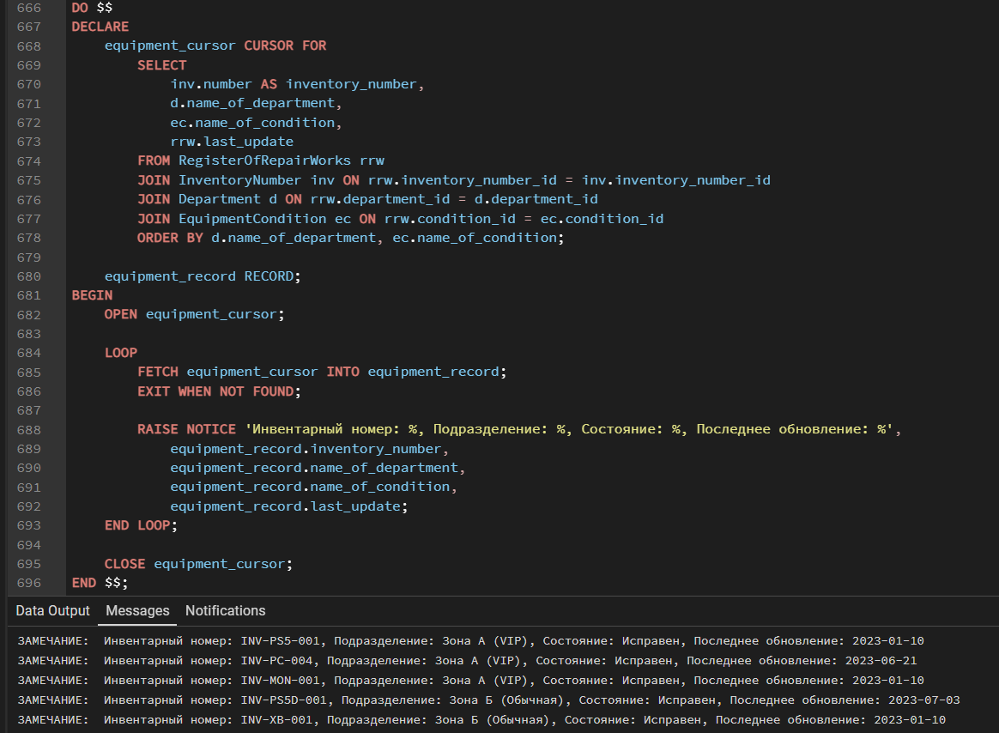 666 DO $$
667 DECLARE
668     equipment_cursor CURSOR FOR
669         SELECT
670             inv.number AS inventory_number,
671             d.name_of_department,
672             ec.name_of_condition,
673             rrw.last_update
674         FROM RegisterOfRepairWorks rrw
675         JOIN InventoryNumber inv ON rrw.inventory_number_id = inv.inventory_number_id
676         JOIN Department d ON rrw.department_id = d.department_id
677         JOIN EquipmentCondition ec ON rrw.condition_id = ec.condition_id
678         ORDER BY d.name_of_department, ec.name_of_condition;
679
680     equipment_record RECORD;
681 BEGIN
682     OPEN equipment_cursor;
683
684     LOOP
685         FETCH equipment_cursor INTO equipment_record;
686         EXIT WHEN NOT FOUND;
687
688         RAISE NOTICE 'Инвентарный номер: %, Подразделение: %, Состояние: %, Последнее обновление: %',
689             equipment_record.inventory_number,
690             equipment_record.name_of_department,
691             equipment_record.name_of_condition,
692             equipment_record.last_update;
693     END LOOP;
694
695     CLOSE equipment_cursor;
696 END $$;
Data Output Messages Notifications
ЗАМЕЧАНИЕ:  Инвентарный номер: INV-PS5-001, Подразделение: Зона А (VIP), Состояние: Исправен, Последнее обновление: 2023-01-10
ЗАМЕЧАНИЕ:  Инвентарный номер: INV-PC-004, Подразделение: Зона А (VIP), Состояние: Исправен, Последнее обновление: 2023-06-21
ЗАМЕЧАНИЕ:  Инвентарный номер: INV-MON-001, Подразделение: Зона А (VIP), Состояние: Исправен, Последнее обновление: 2023-01-10
ЗАМЕЧАНИЕ:  Инвентарный номер: INV-PS5D-001, Подразделение: Зона Б (Обычная), Состояние: Исправен, Последнее обновление: 2023-07-03
ЗАМЕЧАНИЕ:  Инвентарный номер: INV-XB-001, Подразделение: Зона Б (Обычная), Состояние: Исправен, Последнее обновление: 2023-01-10